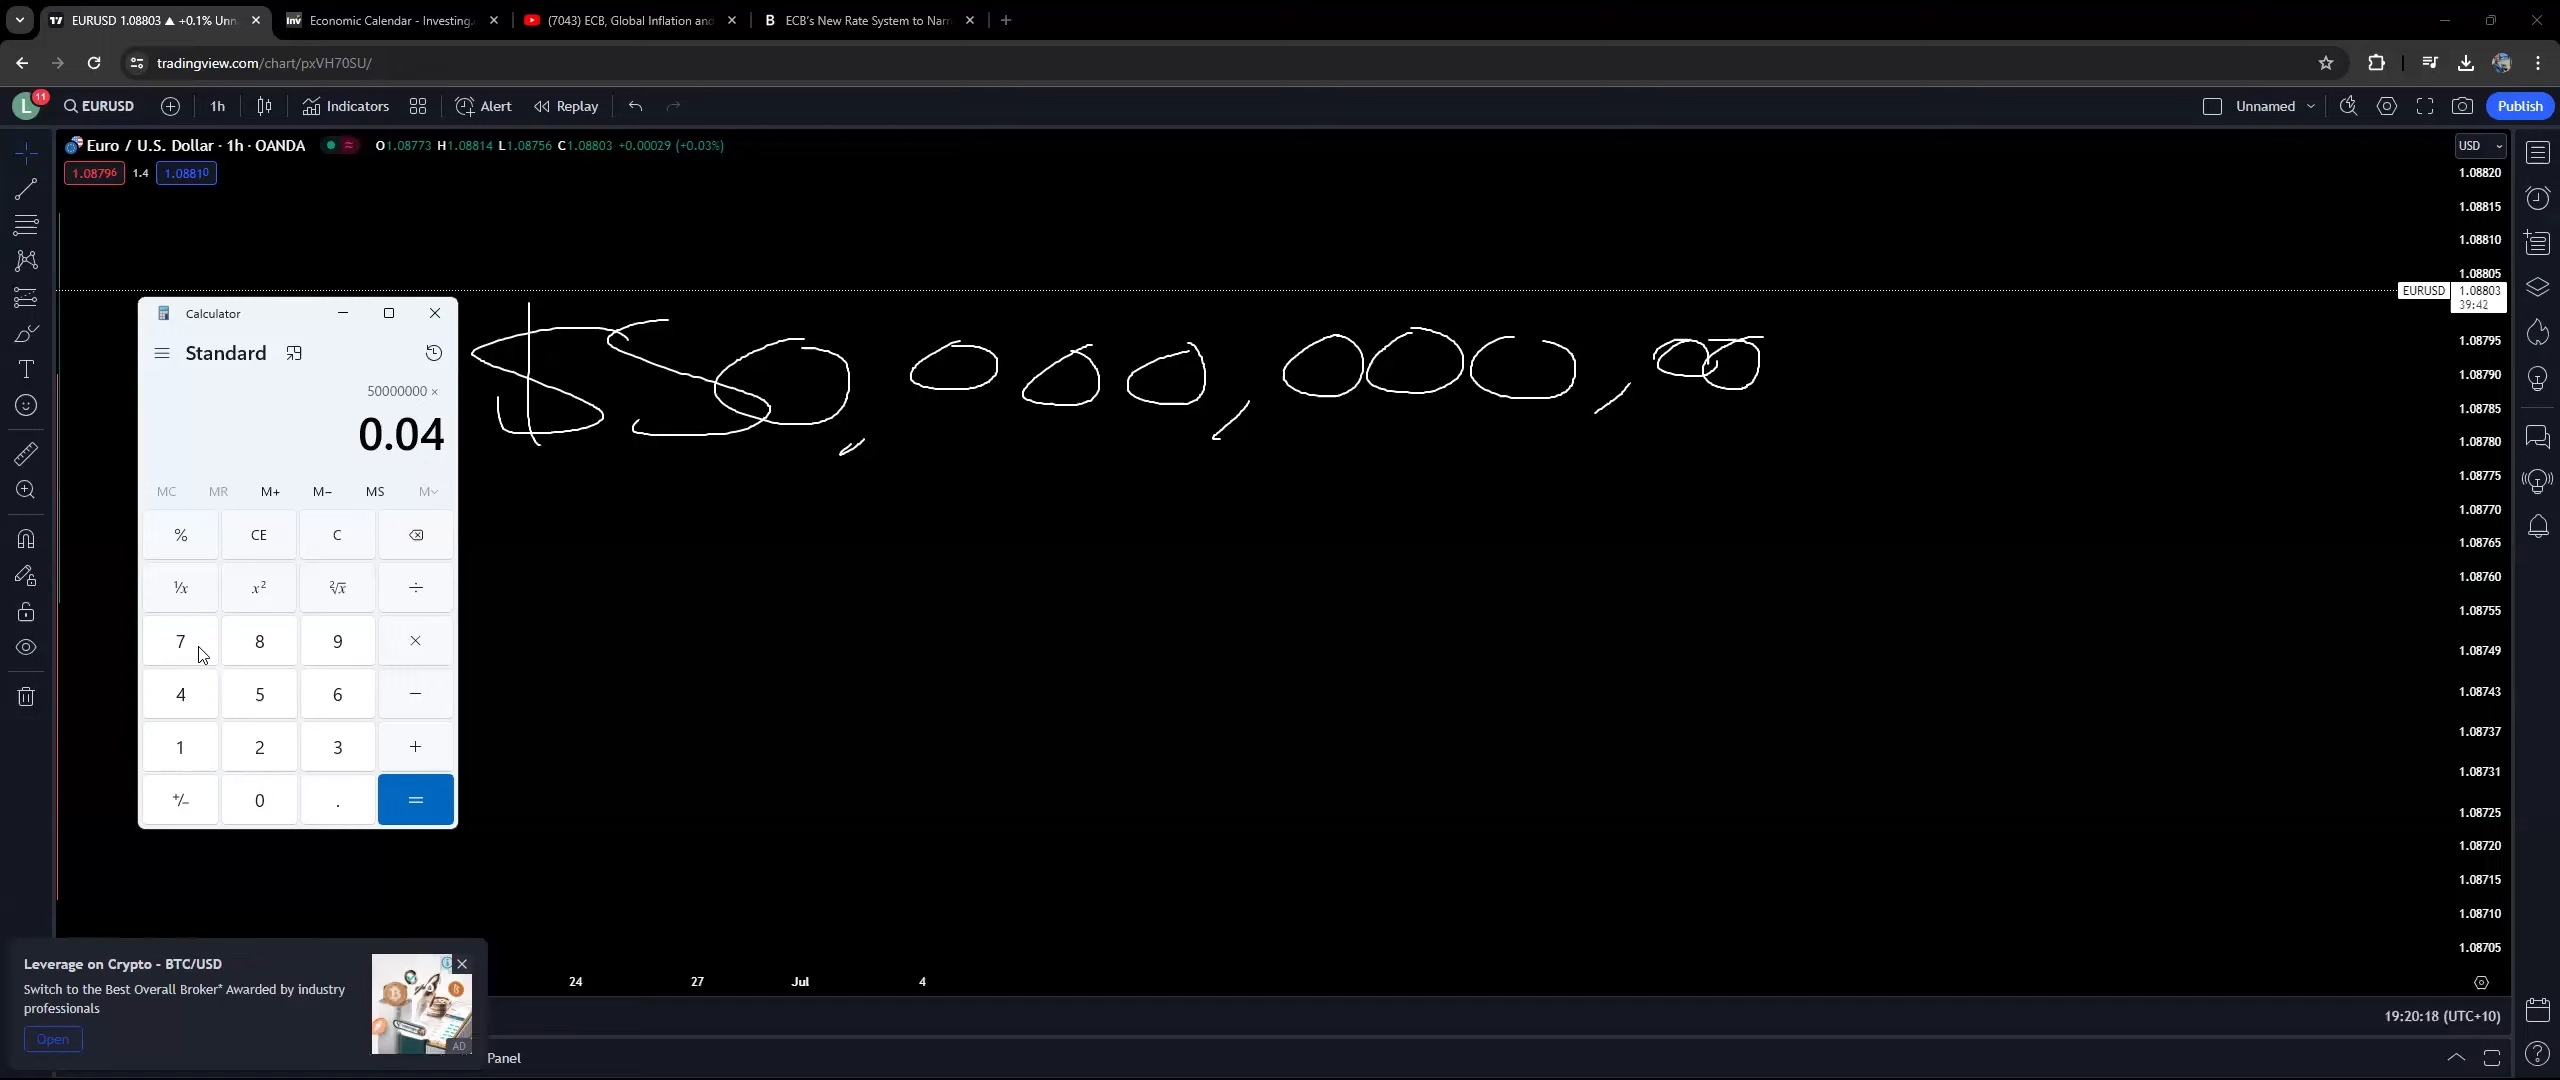 EURUSD 1.08803 ▲ +0.1% Unn
Economic Calendar - Investing.
(7043) ECB, Global Inflation and
B ECB's New Rate System to Narr
tradingview.com/chart/pxVH70SU/
L 11 EURUSD 1h Indicators Alert Replay Unnamed Publish
Euro / U.S. Dollar · 1h · OANDA O1.08773 H1.08814 L1.08756 C1.08803 +0.00029 (+0.03%) USD
1.08796 1.4 1.08810
1.08820
1.08815
1.08810
1.08805
EURUSD 1.08803
39:42
1.08795
1.08790
1.08785
1.08780
1.08775
1.08770
1.08765
1.08760
1.08755
1.08749
1.08743
1.08737
1.08731
1.08725
1.08720
1.08715
1.08710
1.08705
Calculator
Standard
50000000 ×
0.04
MC MR M+ M− MS M
% CE C
¹/x x² ²√x ÷
7 8 9 ×
4 5 6 −
1 2 3 +
+/− 0 . =
$50,000,000,00
Leverage on Crypto - BTC/USD
Switch to the Best Overall Broker* Awarded by industry
professionals
Open
AD
24 27 Jul 4
19:20:18 (UTC+10)
Panel